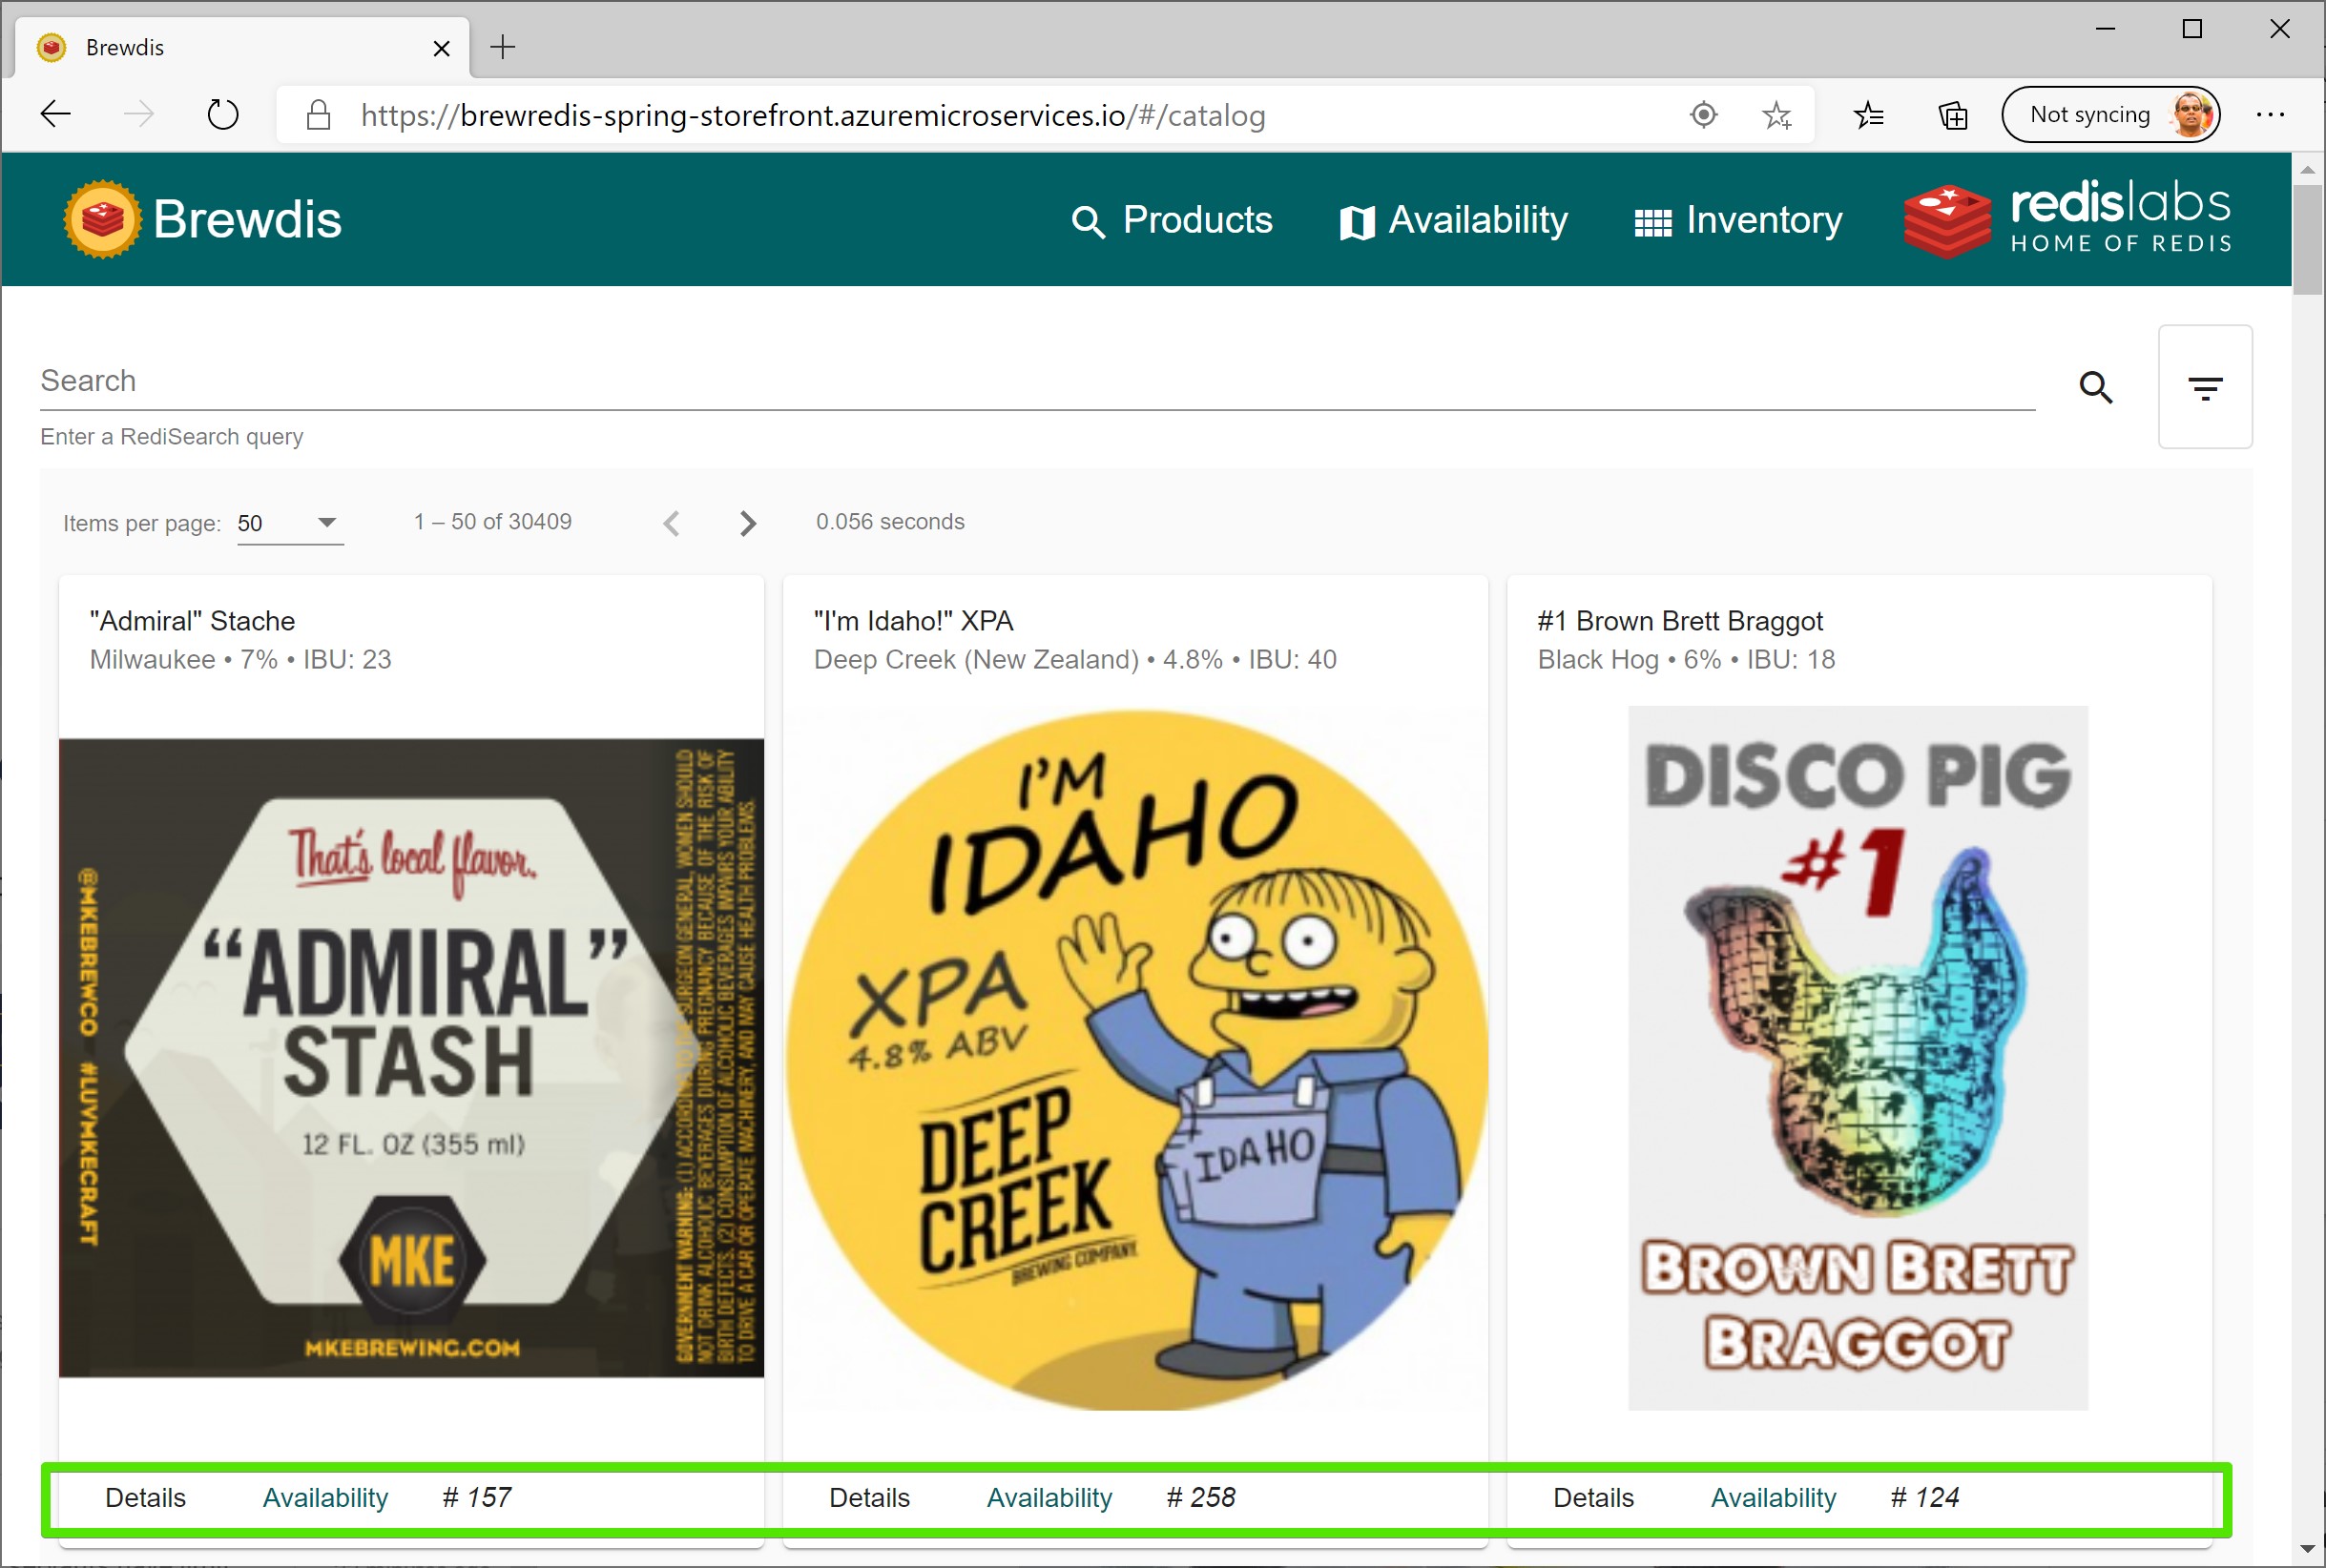 Brewdis
https://brewredis-spring-storefront.azuremicroservices.io/#/catalog
Not syncing
Brewdis
Products
Availability
Inventory
redislabs
HOME OF REDIS
Search
Enter a RediSearch query
Items per page: 50
1 – 50 of 30409
0.056 seconds
"Admiral" Stache
Milwaukee • 7% • IBU: 23
@MKEBREWCO #LUVMKECRAFT
That's local flavor.
“ADMIRAL”
STASH
12 FL. OZ (355 ml)
MKE
MKEBREWING.COM
GOVERNMENT WARNING: (1) ACCORDING TO THE SURGEON GENERAL, WOMEN SHOULD
NOT DRINK ALCOHOLIC BEVERAGES DURING PREGNANCY BECAUSE OF THE RISK OF
BIRTH DEFECTS. (2) CONSUMPTION OF ALCOHOLIC BEVERAGES IMPAIRS YOUR ABILITY
TO DRIVE A CAR OR OPERATE MACHINERY, AND MAY CAUSE HEALTH PROBLEMS.
Details
Availability
# 157
"I'm Idaho!" XPA
Deep Creek (New Zealand) • 4.8% • IBU: 40
I'M
IDAHO
XPA
4.8% ABV
DEEP
CREEK
BREWING COMPANY
IDAHO
Details
Availability
# 258
#1 Brown Brett Braggot
Black Hog • 6% • IBU: 18
DISCO PIG
#1
BROWN BRETT
BRAGGOT
Details
Availability
# 124